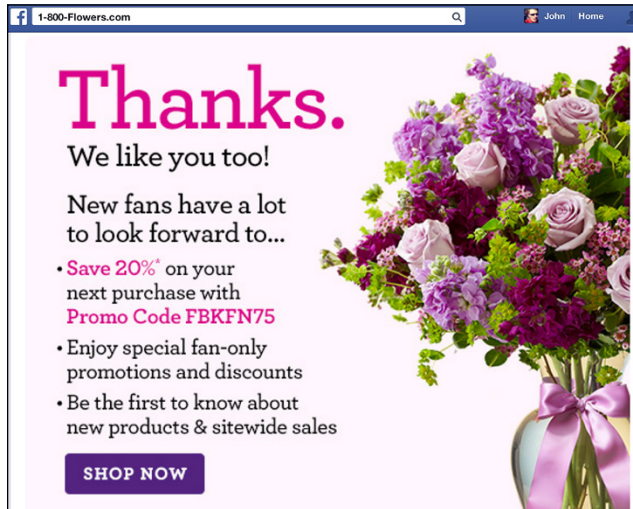 f 1-800-Flowers.com John Home
Thanks.
We like you too!
New fans have a lot
to look forward to...
• Save 20%* on your
next purchase with
Promo Code FBKFN75
• Enjoy special fan-only
promotions and discounts
• Be the first to know about
new products & sitewide sales
SHOP NOW